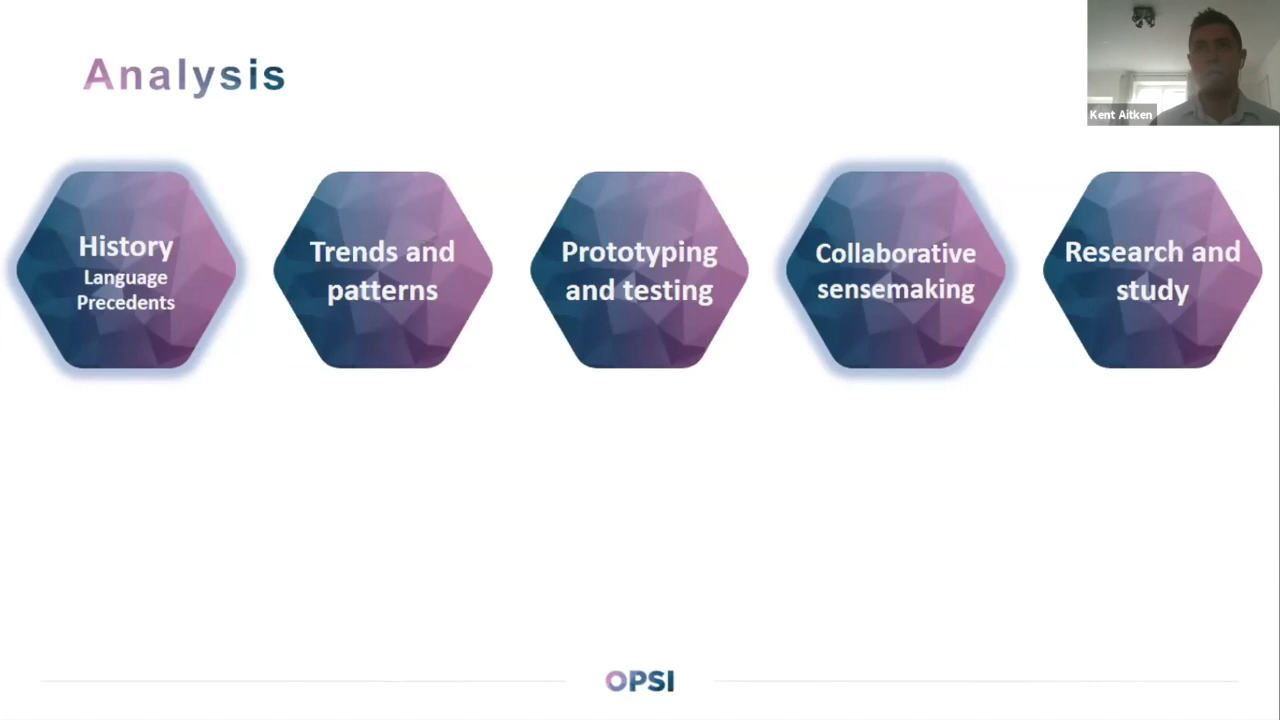 Analysis
Kent Aitken
History
Language
Precedents
Trends and
patterns
Prototyping
and testing
Collaborative
sensemaking
Research and
study
OPSI